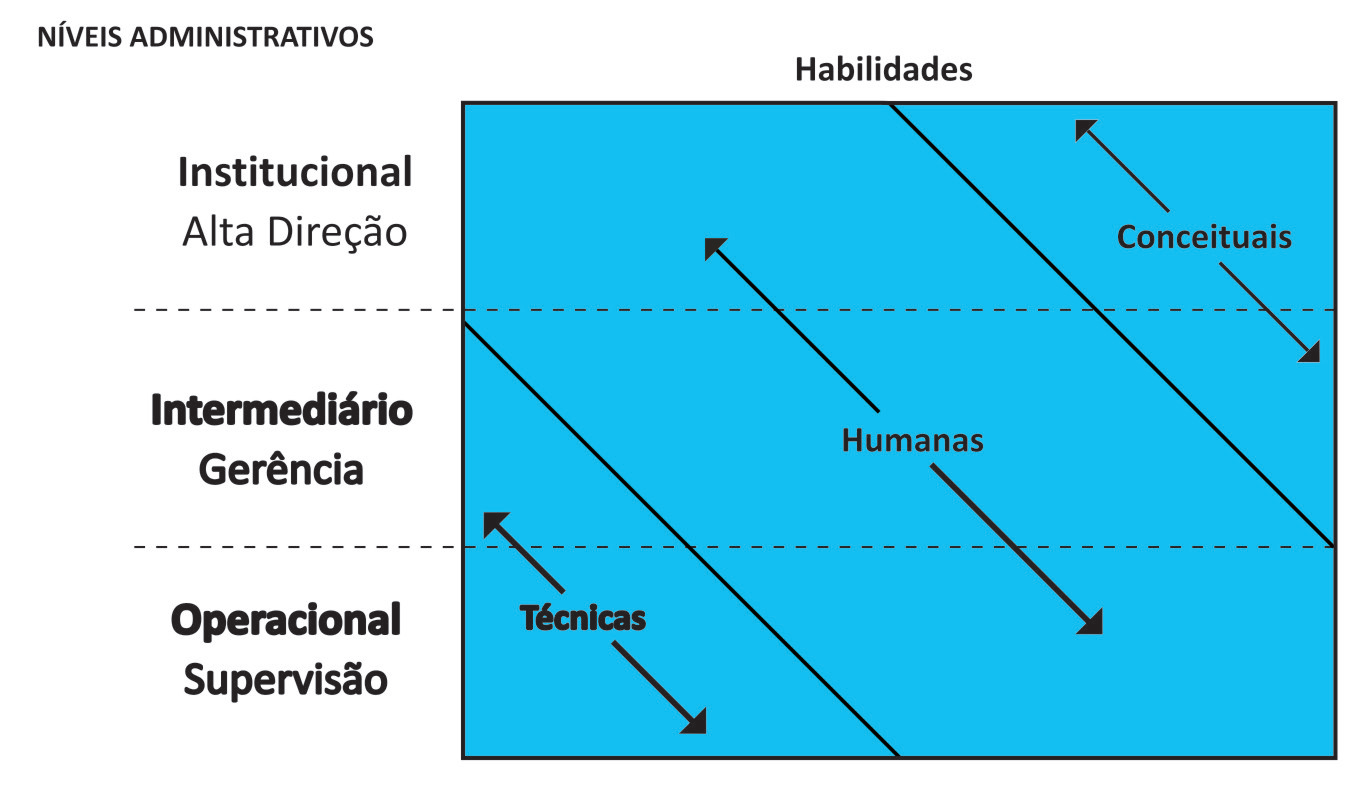 NÍVEIS ADMINISTRATIVOS
Habilidades
Institucional
Alta Direção
Conceituais
Intermediário
Gerência
Humanas
Operacional
Supervisão
Técnicas